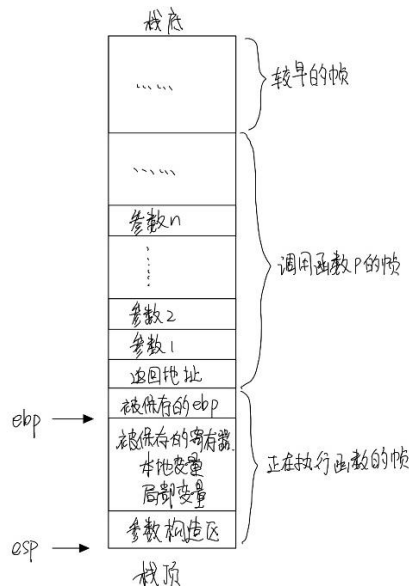 栈底
……
较早的帧
……
参数n
……
调用函数P的帧
参数2
参数1
返回地址
被保存的ebp
ebp
被保存的寄存器
本地变量
局部变量
正在执行函数的帧
参数构造区
esp
栈顶